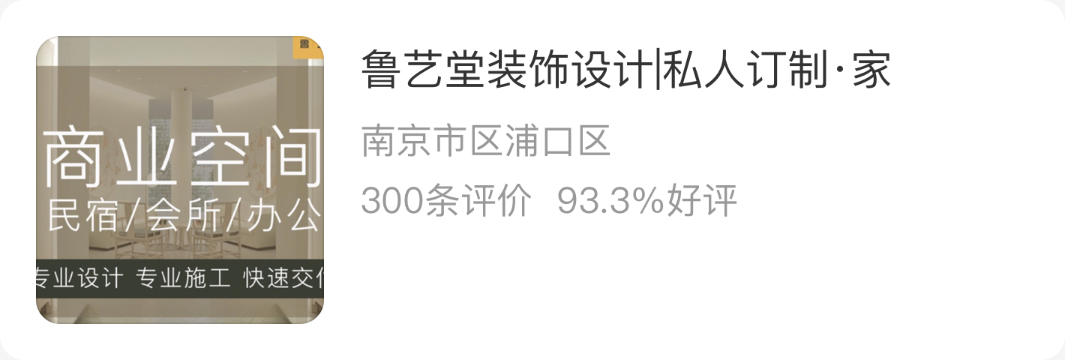 鲁艺堂装饰设计|私人订制·家
南京市区浦口区
300条评价 93.3%好评
鲁
商业空间
民宿/会所/办公
专业设计 专业施工 快速交付